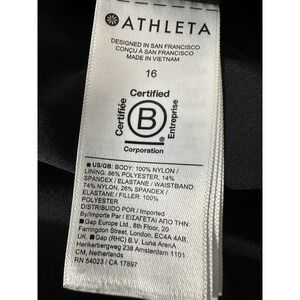 ATHLETA
DESIGNED IN SAN FRANCISCO
CONÇU À SAN FRANCISCO
MADE IN VIETNAM
16
Certified
Certifiée
B
Entreprise
Corporation
■ US/GB: BODY: 100% NYLON /
LINING: 86% POLYESTER, 14%
SPANDEX / ELASTANE / WAISTBAND:
74% NYLON, 26% SPANDEX /
ELASTANE / FILLER: 100%
POLYESTER
DISTRIBUIDO POR / Imported
By/Importé Par / ΕΙΣΑΓΕΤΑΙ ΑΠΟ ΤΗΝ:
■ Gap Europe Ltd., 8th Floor, 20
Farringdon Street, London, EC4A 4AB,
U.K. ■ Gap (RHC) B.V. Luna ArenA
Herikerbergweg 238 Amsterdam 1101
CM, Netherlands
RN 54023 / CA 17897